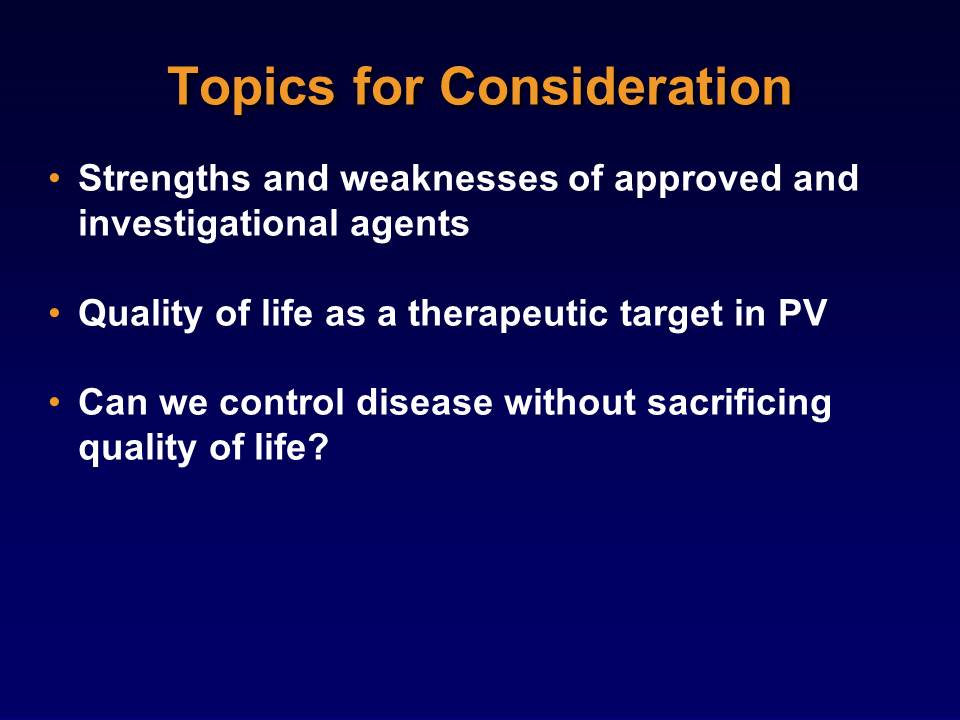 Topics for Consideration
• Strengths and weaknesses of approved and
investigational agents
• Quality of life as a therapeutic target in PV
• Can we control disease without sacrificing
quality of life?